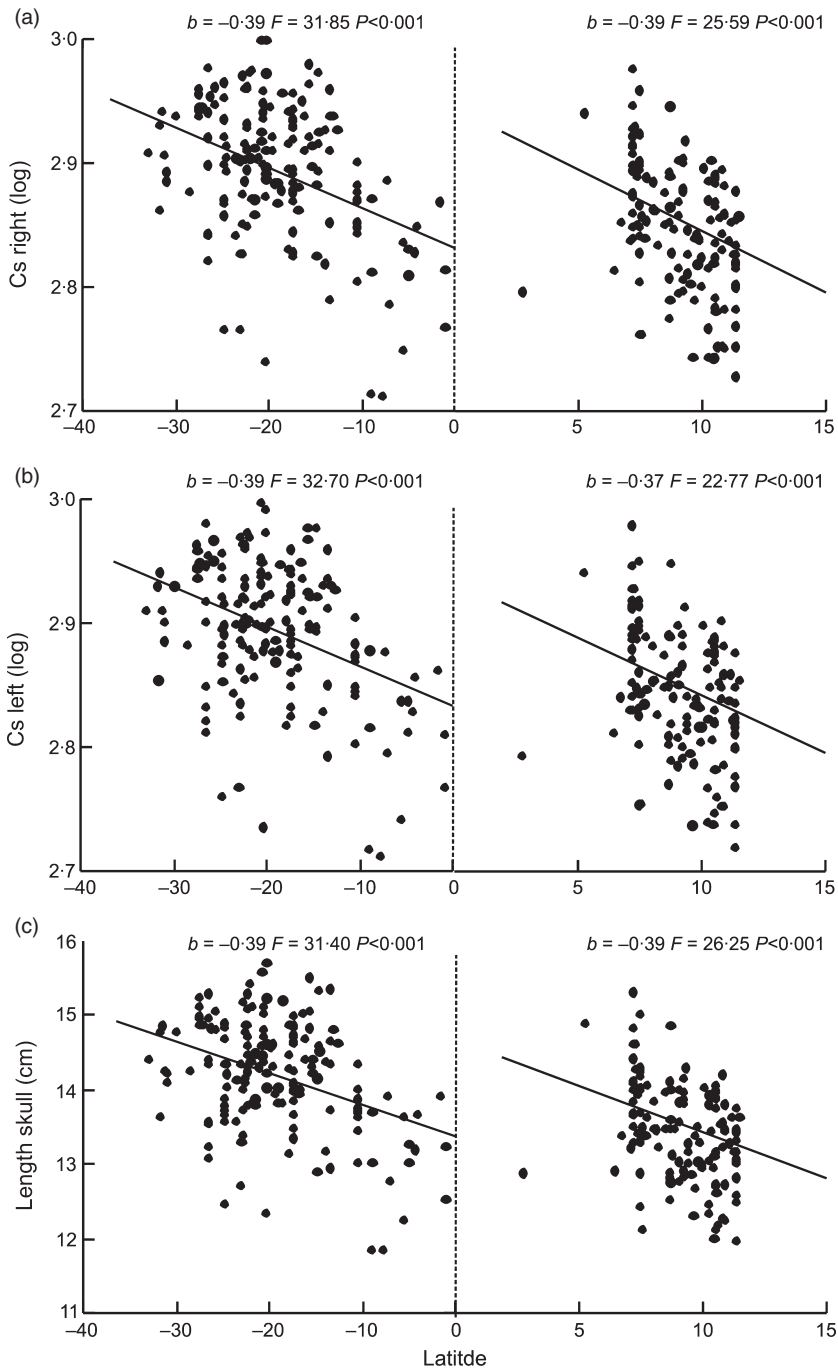 (a)
b = –0·39 F = 31·85 P<0·001
b = –0·39 F = 25·59 P<0·001
3·0
2·9
2·8
2·7
Cs right (log)
–40 –30 –20 –10 0 5 10 15
(b)
b = –0·39 F = 32·70 P<0·001
b = –0·37 F = 22·77 P<0·001
3·0
2·9
2·8
2·7
Cs left (log)
–40 –30 –20 –10 0 5 10 15
(c)
b = –0·39 F = 31·40 P<0·001
b = –0·39 F = 26·25 P<0·001
16
15
14
13
12
11
Length skull (cm)
–40 –30 –20 –10 0 5 10 15
Latitde